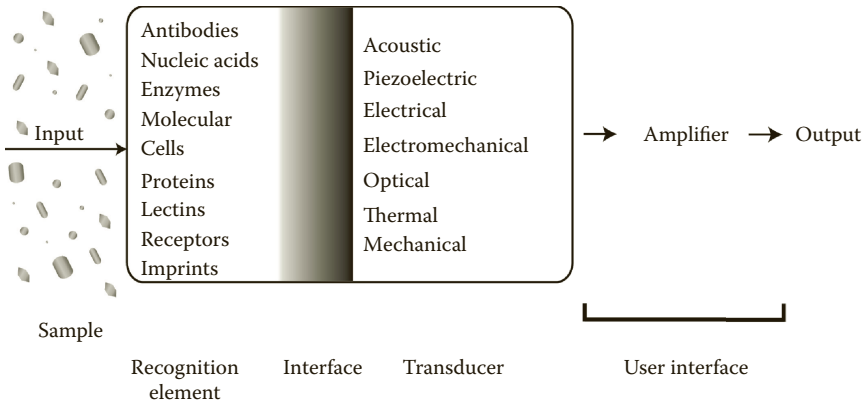 Antibodies
Nucleic acids
Enzymes
Molecular
Cells
Proteins
Lectins
Receptors
Imprints
Acoustic
Piezoelectric
Electrical
Electromechanical
Optical
Thermal
Mechanical
Input
Amplifier
Output
Sample
Recognition
element
Interface
Transducer
User interface